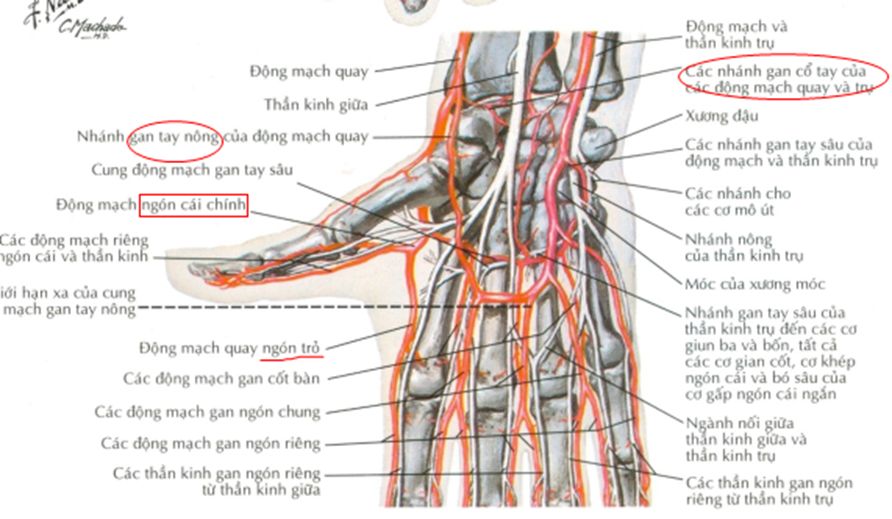 C. Machado
M.D.
Động mạch quay
Thần kinh giữa
Nhánh gan tay nông của động mạch quay
Cung động mạch gan tay sâu
Động mạch ngón cái chính
Các động mạch riêng
ngón cái và thần kinh
iới hạn xa của cung
mạch gan tay nông
Động mạch quay ngón trỏ
Các động mạch gan cốt bàn
Các động mạch gan ngón chung
Các động mạch gan ngón riêng
Các thần kinh gan ngón riêng
từ thần kinh giữa
Động mạch và
thần kinh trụ
Các nhánh gan cổ tay của
các động mạch quay và trụ
Xương đậu
Các nhánh gan tay sâu của
động mạch và thần kinh trụ
Các nhánh cho
các cơ mô út
Nhánh nông
của thần kinh trụ
Móc của xương móc
Nhánh gan tay sâu của
thần kinh trụ đến các cơ
giun ba và bốn, tất cả
các cơ gian cốt, cơ khép
ngón cái và bó sâu của
cơ gấp ngón cái ngắn
Ngành nối giữa
thần kinh giữa và
thần kinh trụ
Các thần kinh gan ngón
riêng từ thần kinh trụ